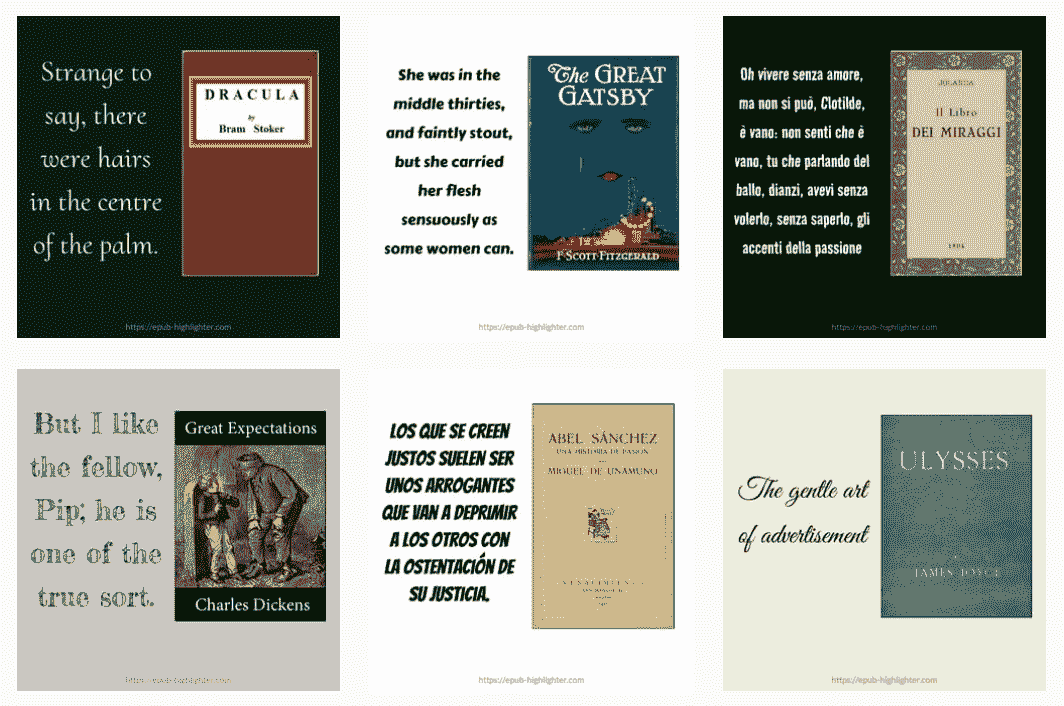 Strange to
say, there
were hairs
in the centre
of the palm.
DRACULA
by
Bram Stoker
https://epub-highlighter.com
She was in the
middle thirties,
and faintly stout,
but she carried
her flesh
sensuously as
some women can.
The GREAT
GATSBY
F·SCOTT·FITZGERALD
https://epub-highlighter.com
Oh vivere senza amore,
ma non si può, Clotilde,
è vano: non senti che è
vano, tu che parlando del
ballo, dianzi, avevi senza
volerlo, senza saperlo, gli
accenti della passione
JOLANDA
Il Libro
DEI MIRAGGI
https://epub-highlighter.com
But I like
the fellow,
Pip; he is
one of the
true sort.
Great Expectations
Charles Dickens
https://epub-highlighter.com
LOS QUE SE CREEN
JUSTOS SUELEN SER
UNOS ARROGANTES
QUE VAN A DEPRIMIR
A LOS OTROS CON
LA OSTENTACIÓN DE
SU JUSTICIA.
ABEL SÁNCHEZ
UNA HISTORIA DE PASIÓN
MIGUEL DE UNAMUNO
https://epub-highlighter.com
The gentle art
of advertisement
ULYSSES
JAMES JOYCE
https://epub-highlighter.com